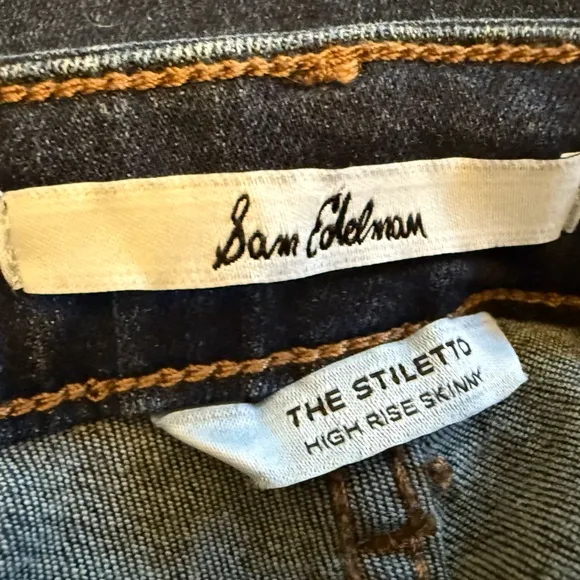 Sam Edelman
THE STILETTO
HIGH RISE SKINNY